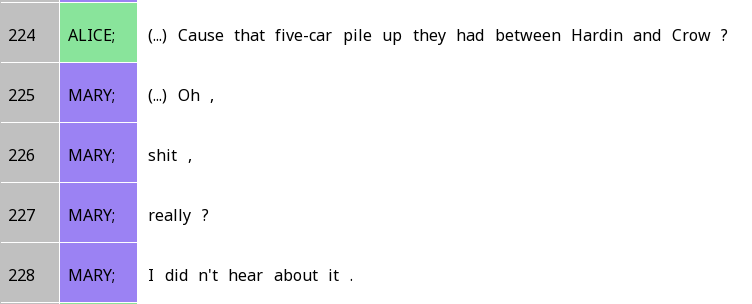 224 ALICE; (...) Cause that five-car pile up they had between Hardin and Crow ?
225 MARY; (...) Oh ,
226 MARY; shit ,
227 MARY; really ?
228 MARY; I did n't hear about it .